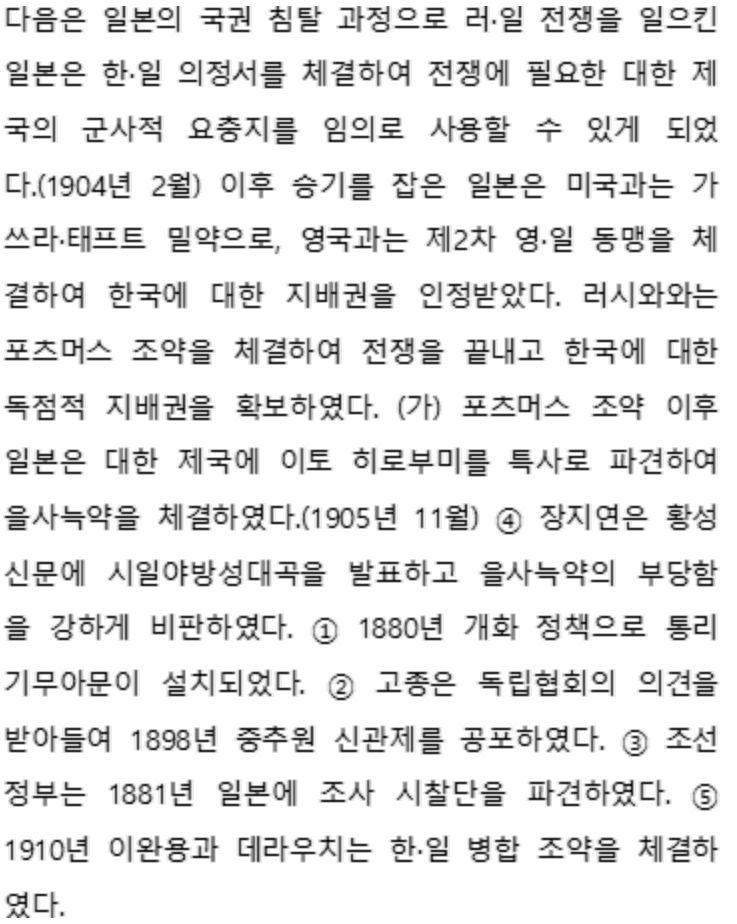 다음은 일본의 국권 침탈 과정으로 러·일 전쟁을 일으킨
일본은 한·일 의정서를 체결하여 전쟁에 필요한 대한 제
국의 군사적 요충지를 임의로 사용할 수 있게 되었
다.(1904년 2월) 이후 승기를 잡은 일본은 미국과는 가
쓰라·태프트 밀약으로, 영국과는 제2차 영·일 동맹을 체
결하여 한국에 대한 지배권을 인정받았다. 러시와와는
포츠머스 조약을 체결하여 전쟁을 끝내고 한국에 대한
독점적 지배권을 확보하였다. (가) 포츠머스 조약 이후
일본은 대한 제국에 이토 히로부미를 특사로 파견하여
을사늑약을 체결하였다.(1905년 11월) ④ 장지연은 황성
신문에 시일야방성대곡을 발표하고 을사늑약의 부당함
을 강하게 비판하였다. ① 1880년 개화 정책으로 통리
기무아문이 설치되었다. ② 고종은 독립협회의 의견을
받아들여 1898년 중추원 신관제를 공포하였다. ③ 조선
정부는 1881년 일본에 조사 시찰단을 파견하였다. ⑤
1910년 이완용과 데라우치는 한·일 병합 조약을 체결하
였다.